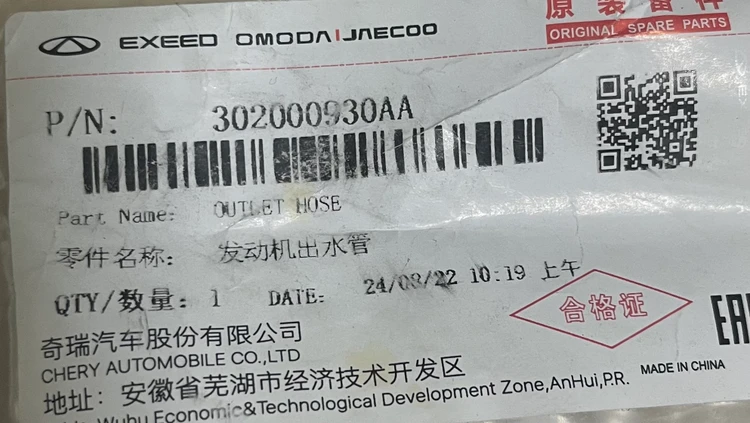 EXEED OMODA | JAECOO
原装备件
ORIGINAL SPARE PARTS
P/N: 302000930AA
Part Name: OUTLET HOSE
零件名称: 发动机出水管
QTY/数量: 1 DATE: 24/08/22 10:19 上午
合格证
奇瑞汽车股份有限公司
CHERY AUTOMOBILE CO.,LTD
地址: 安徽省芜湖市经济技术开发区
MADE IN CHINA
Wuhu Economic&Technological Development Zone,AnHui,P.R.